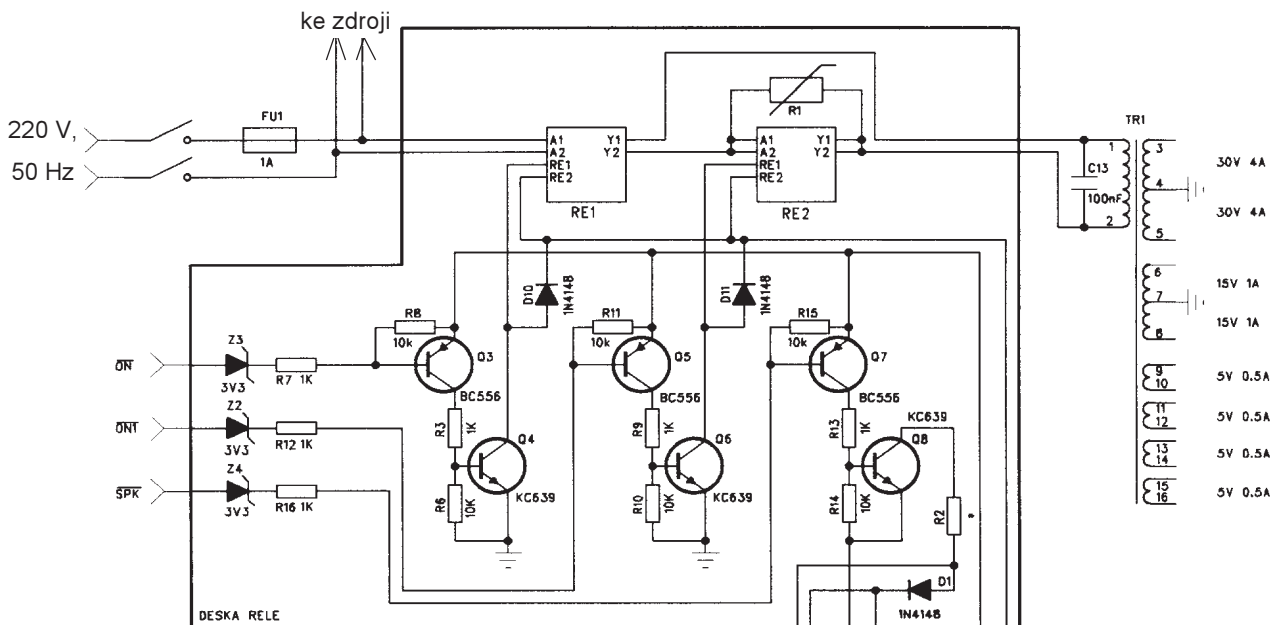 ke zdroji
220 V,
50 Hz
FU1
1A
R1
A1 Y1
A2 Y2
RE1
RE2
RE1
A1 Y1
A2 Y2
RE1
RE2
RE2
TR1
1
2
C13
100nF
3
4
5
30V 4A
30V 4A
6
7
8
15V 1A
15V 1A
9
10
5V 0.5A
11
12
5V 0.5A
13
14
5V 0.5A
15
16
5V 0.5A
D10
1N4148
D11
1N4148
R8
10k
R11
10k
R15
10k
ON
Z3
3V3
R7 1K
Q3
BC556
Q5
BC556
Q7
BC556
ON1
Z2
3V3
R12 1K
R3
1K
Q4
KC639
R9
1K
Q6
KC639
R13
1K
KC639
Q8
SPK
Z4
3V3
R16 1K
R6
10K
R10
10K
R14
10K
R2
*
D1
1N4148
DESKA RELE